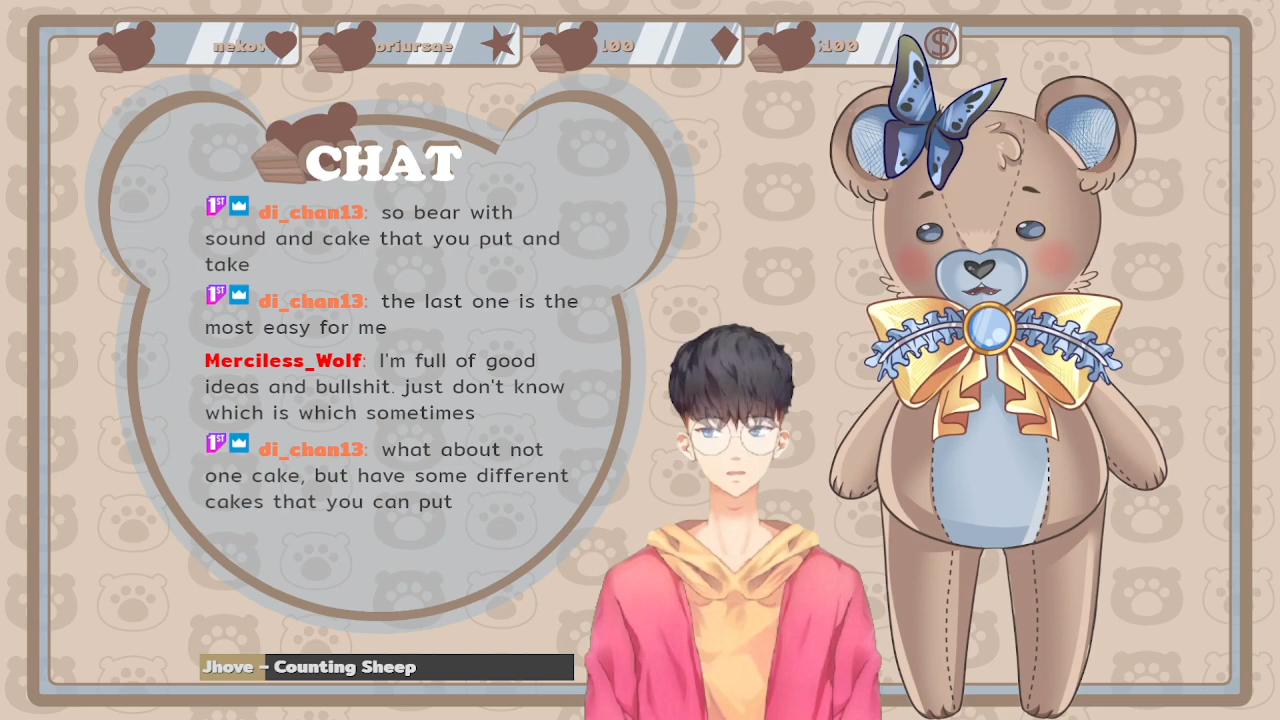 100
$100
CHAT
di_chan13: so bear with
sound and cake that you put and
take
di_chan13: the last one is the
most easy for me
Merciless_Wolf: I'm full of good
ideas and bullshit. just don't know
which is which sometimes
di_chan13: what about not
one cake, but have some different
cakes that you can put
Jhove - Counting Sheep